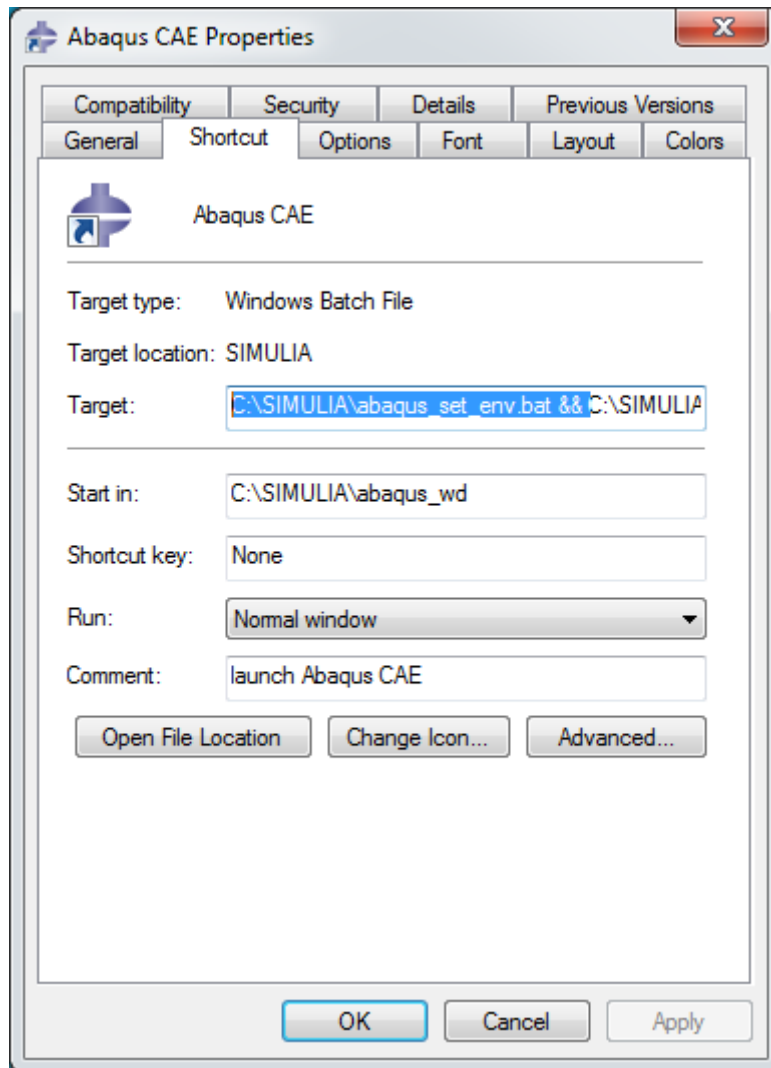 Abaqus CAE Properties
Compatibility Security Details Previous Versions
General Shortcut Options Font Layout Colors
Abaqus CAE
Target type: Windows Batch File
Target location: SIMULIA
Target: C:\SIMULIA\abaqus_set_env.bat && C:\SIMULIA
Start in: C:\SIMULIA\abaqus_wd
Shortcut key: None
Run: Normal window
Comment: launch Abaqus CAE
Open File Location Change Icon... Advanced...
OK Cancel Apply